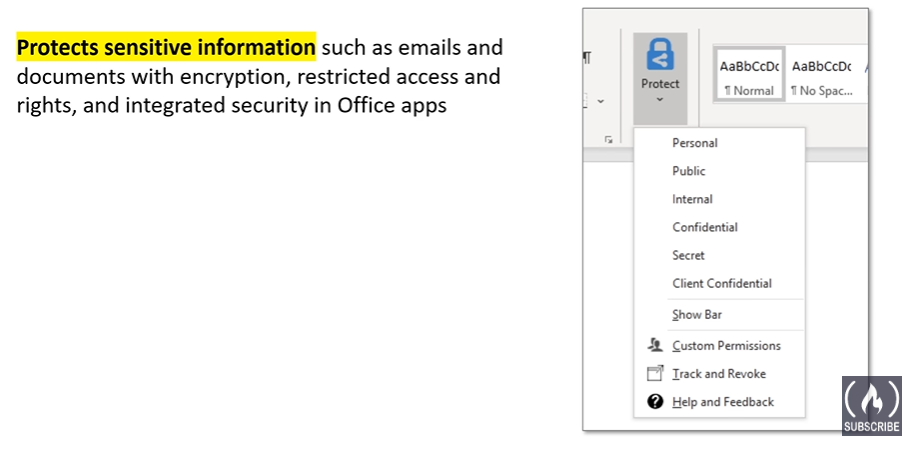 Protects sensitive information such as emails and
documents with encryption, restricted access and
rights, and integrated security in Office apps
Protect
AaBbCcDc AaBbCcDc
¶ Normal ¶ No Spac...
Personal
Public
Internal
Confidential
Secret
Client Confidential
Show Bar
Custom Permissions
Track and Revoke
Help and Feedback
SUBSCRIBE